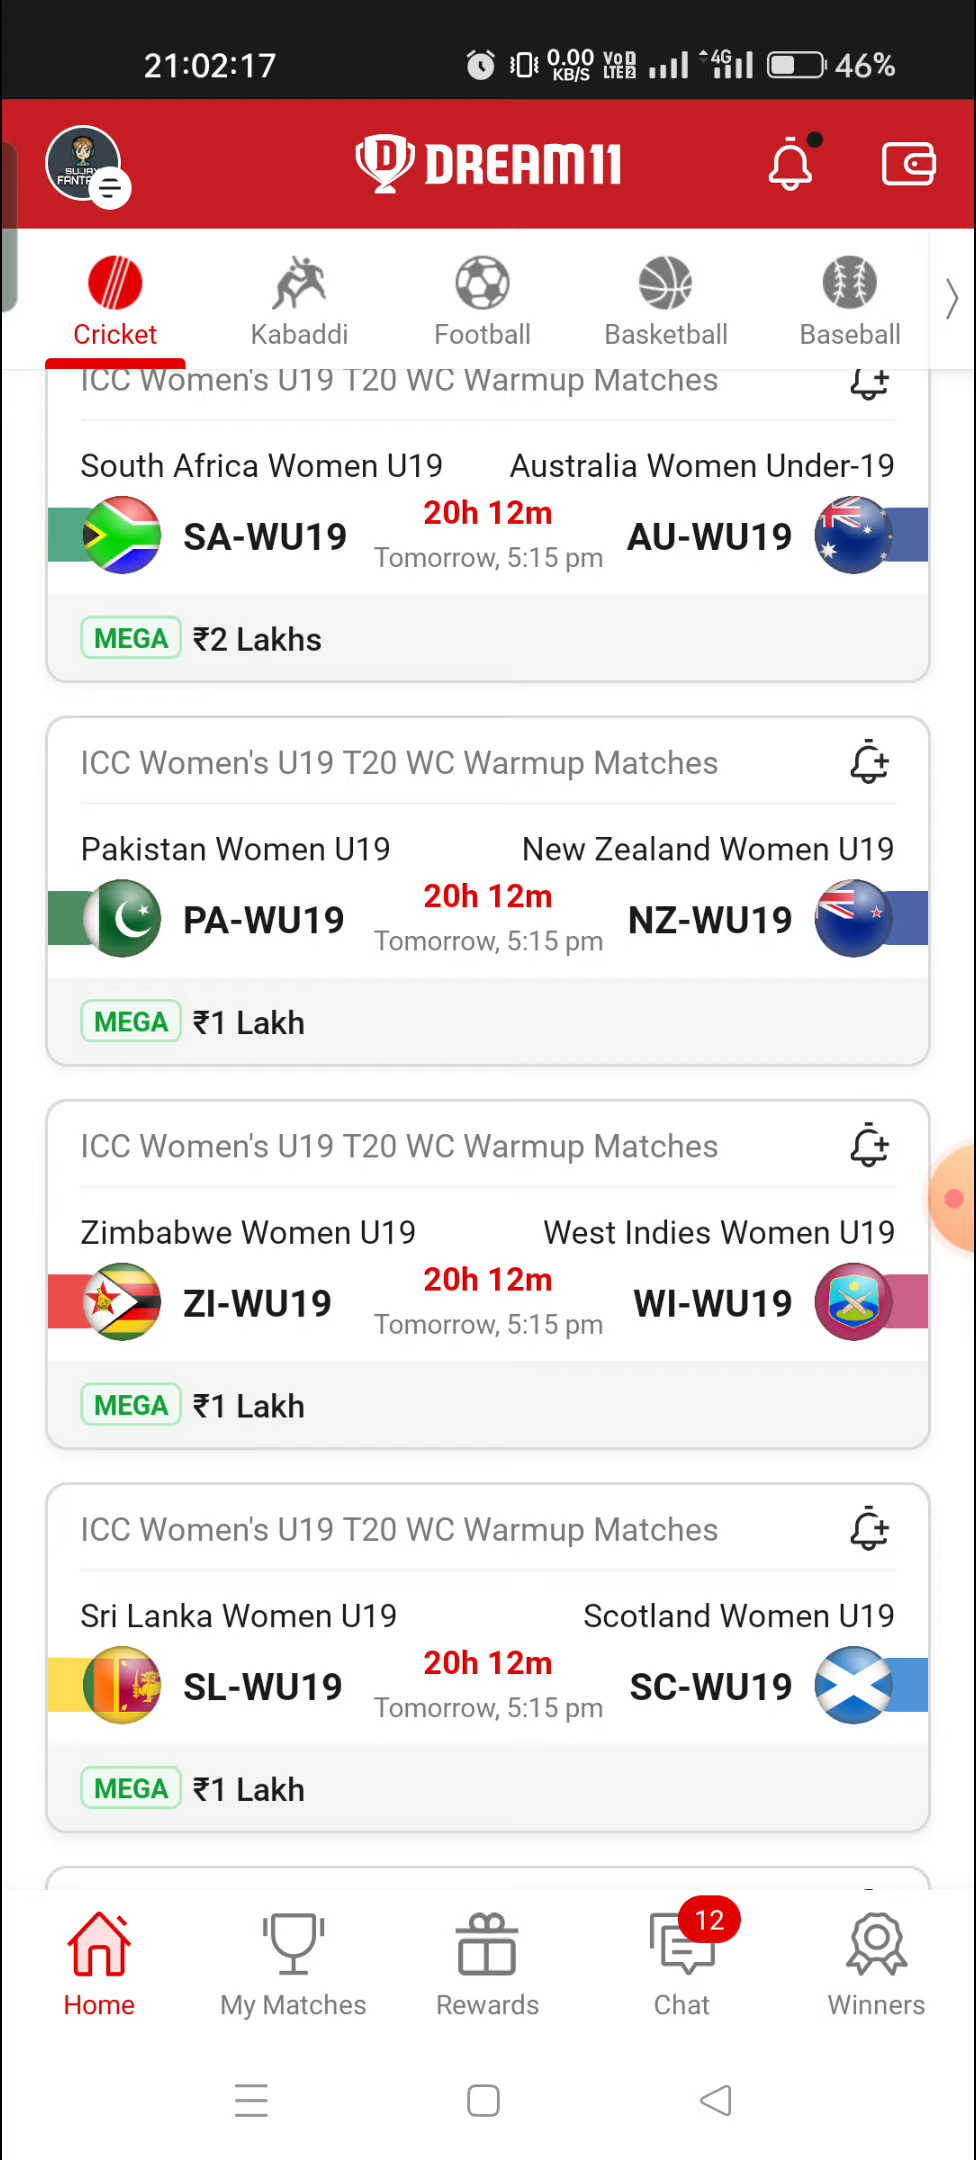 21:02:17 0.00 KB/S VoD LTE2 4G 46%
SUJAY
FANT
DREAM11
Cricket Kabaddi Football Basketball Baseball
ICC Women's U19 T20 WC Warmup Matches
South Africa Women U19 Australia Women Under-19
SA-WU19 20h 12m AU-WU19
Tomorrow, 5:15 pm
MEGA ₹2 Lakhs
ICC Women's U19 T20 WC Warmup Matches
Pakistan Women U19 New Zealand Women U19
PA-WU19 20h 12m NZ-WU19
Tomorrow, 5:15 pm
MEGA ₹1 Lakh
ICC Women's U19 T20 WC Warmup Matches
Zimbabwe Women U19 West Indies Women U19
ZI-WU19 20h 12m WI-WU19
Tomorrow, 5:15 pm
MEGA ₹1 Lakh
ICC Women's U19 T20 WC Warmup Matches
Sri Lanka Women U19 Scotland Women U19
SL-WU19 20h 12m SC-WU19
Tomorrow, 5:15 pm
MEGA ₹1 Lakh
12
Home My Matches Rewards Chat Winners